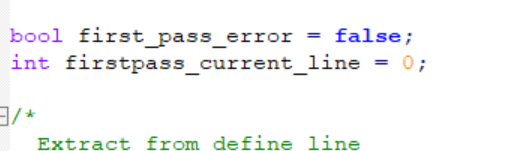 bool first_pass_error = false;
int firstpass_current_line = 0;
/*
Extract from define line